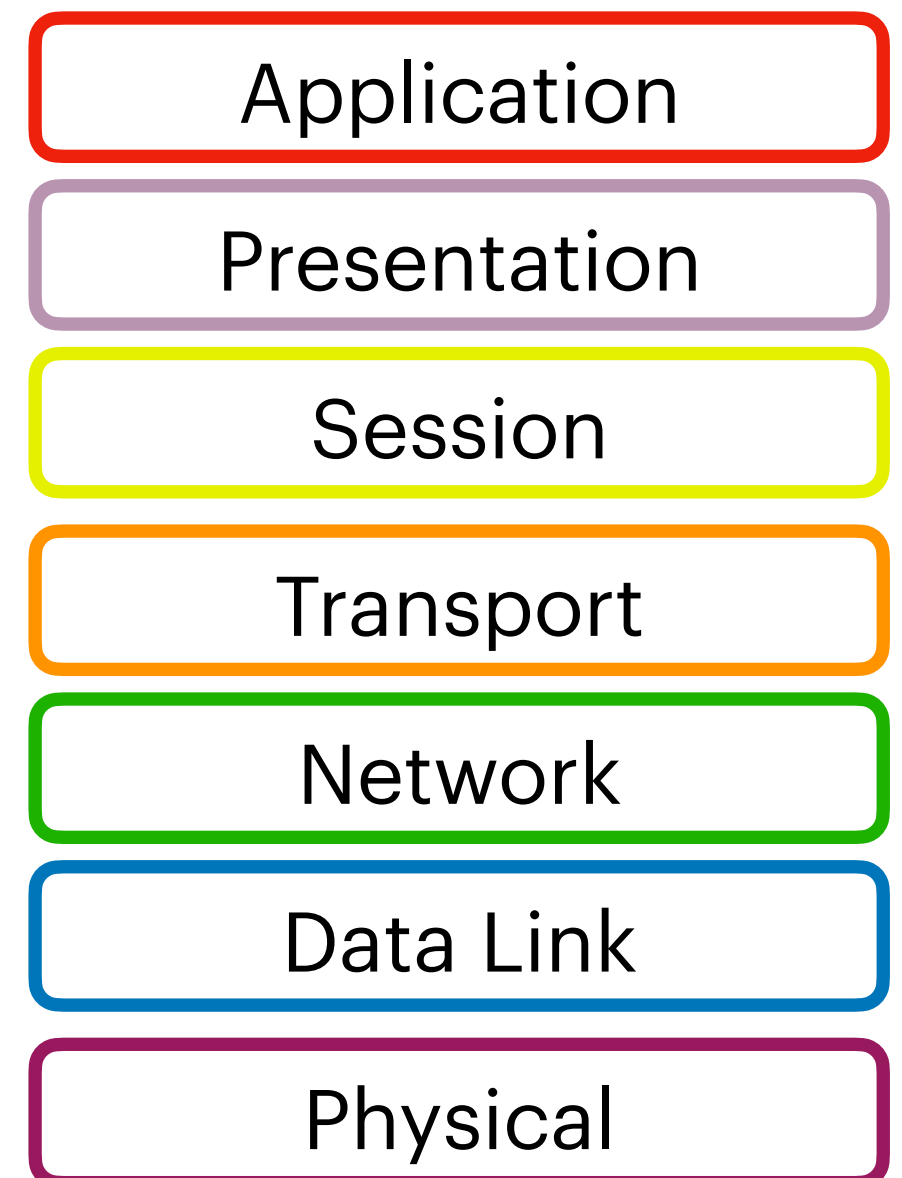 Application
Presentation
Session
Transport
Network
Data Link
Physical